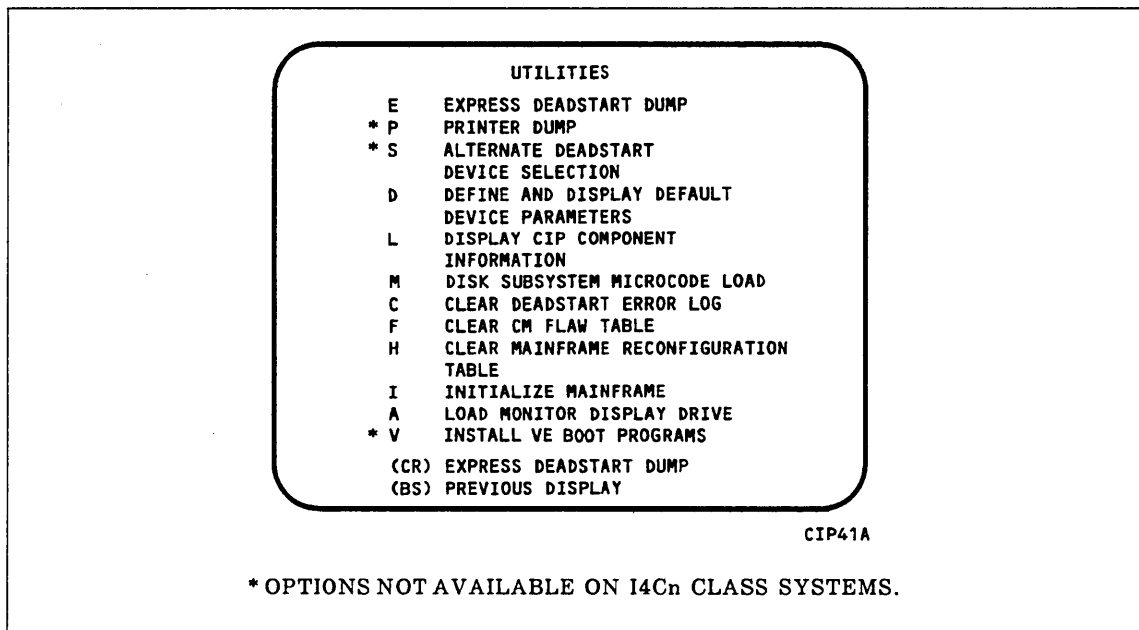 UTILITIES
E EXPRESS DEADSTART DUMP
* P PRINTER DUMP
* S ALTERNATE DEADSTART
DEVICE SELECTION
D DEFINE AND DISPLAY DEFAULT
DEVICE PARAMETERS
L DISPLAY CIP COMPONENT
INFORMATION
M DISK SUBSYSTEM MICROCODE LOAD
C CLEAR DEADSTART ERROR LOG
F CLEAR CM FLAW TABLE
H CLEAR MAINFRAME RECONFIGURATION
TABLE
I INITIALIZE MAINFRAME
A LOAD MONITOR DISPLAY DRIVE
* V INSTALL VE BOOT PROGRAMS
(CR) EXPRESS DEADSTART DUMP
(BS) PREVIOUS DISPLAY
CIP41A
* OPTIONS NOT AVAILABLE ON I4Cn CLASS SYSTEMS.